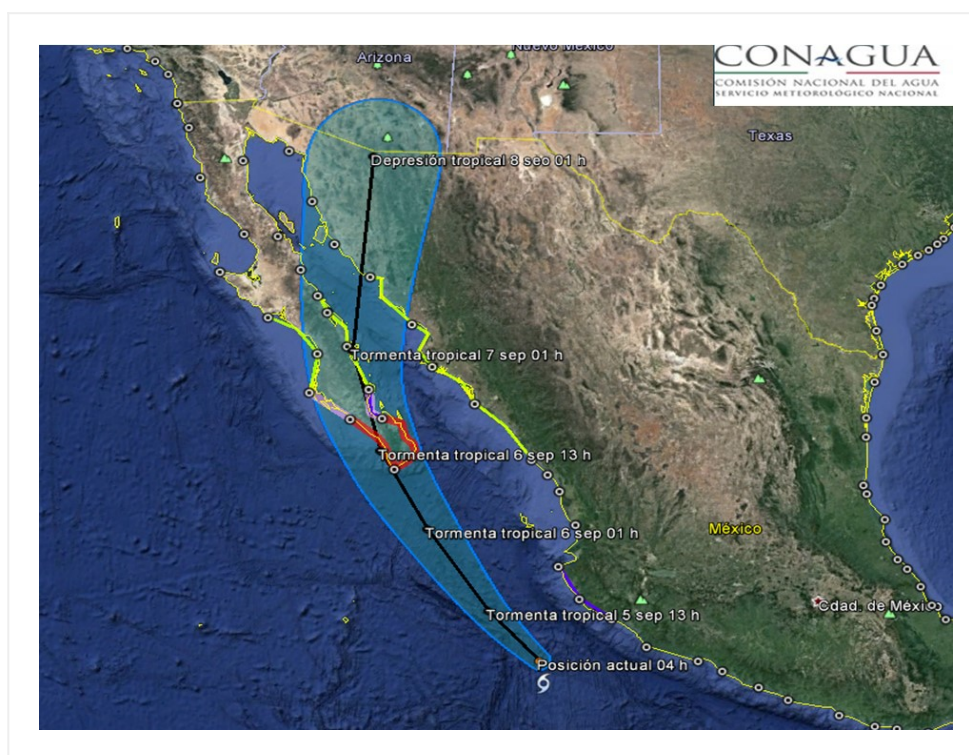 CONAGUA
COMISIÓN NACIONAL DEL AGUA
SERVICIO METEOROLÓGICO NACIONAL
Arizona
Nuevo México
Texas
Depresión tropical 8 sep 01 h
Tormenta tropical 7 sep 01 h
Tormenta tropical 6 sep 13 h
Tormenta tropical 6 sep 01 h
México
Cdad. de México
Tormenta tropical 5 sep 13 h
Posición actual 04 h